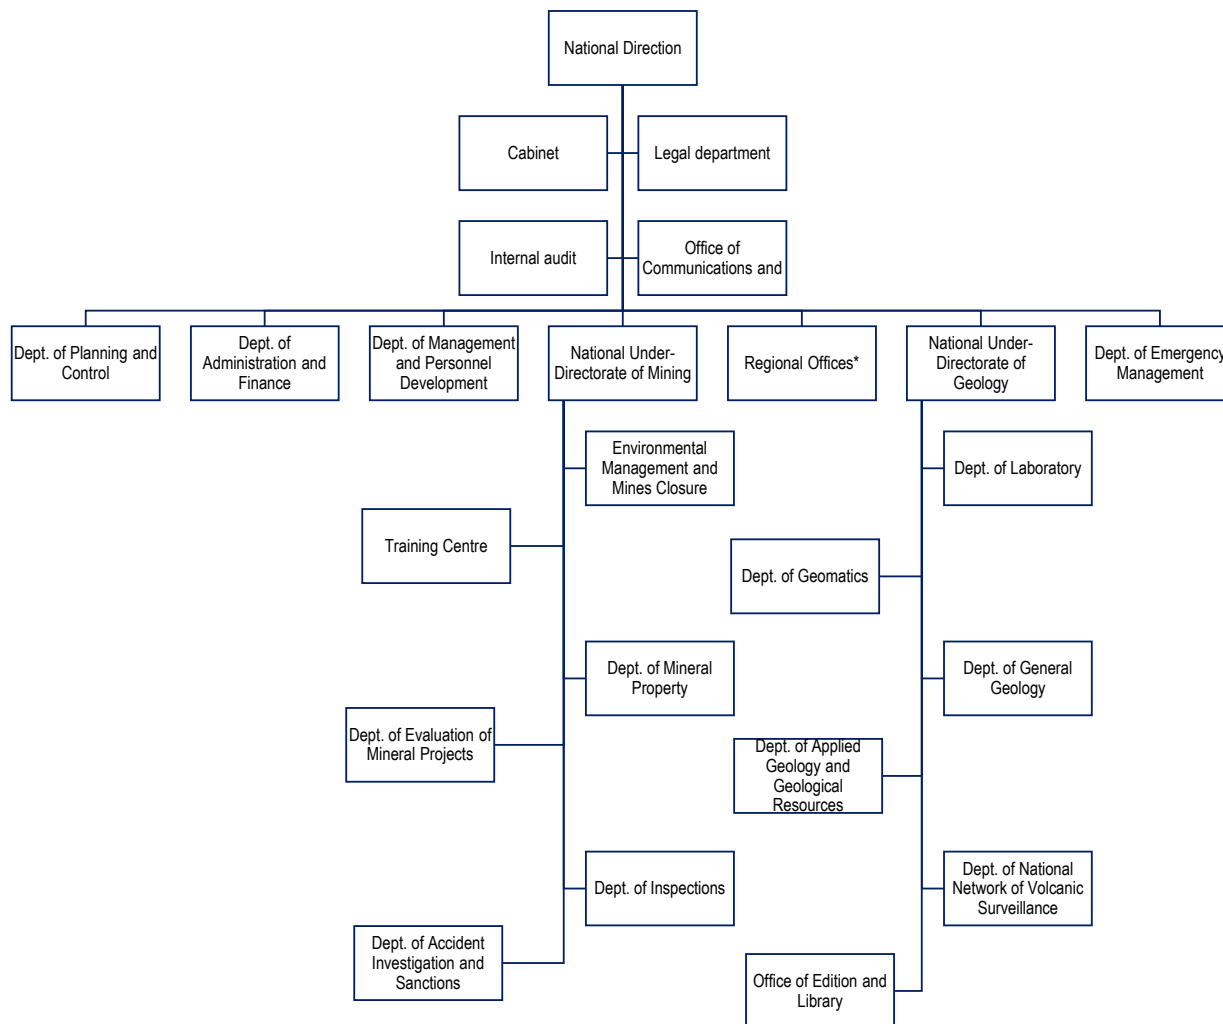 National Direction
Cabinet
Legal department
Internal audit
Office of
Communications and
Dept. of Planning and
Control
Dept. of
Administration and
Finance
Dept. of Management
and Personnel
Development
National Under-
Directorate of Mining
Regional Offices*
National Under-
Directorate of
Geology
Dept. of Emergency
Management
Environmental
Management and
Mines Closure
Dept. of Laboratory
Training Centre
Dept. of Geomatics
Dept. of Mineral
Property
Dept. of General
Geology
Dept. of Evaluation of
Mineral Projects
Dept. of Applied
Geology and
Geological
Resources
Dept. of Inspections
Dept. of National
Network of Volcanic
Surveillance
Dept. of Accident
Investigation and
Sanctions
Office of Edition and
Library